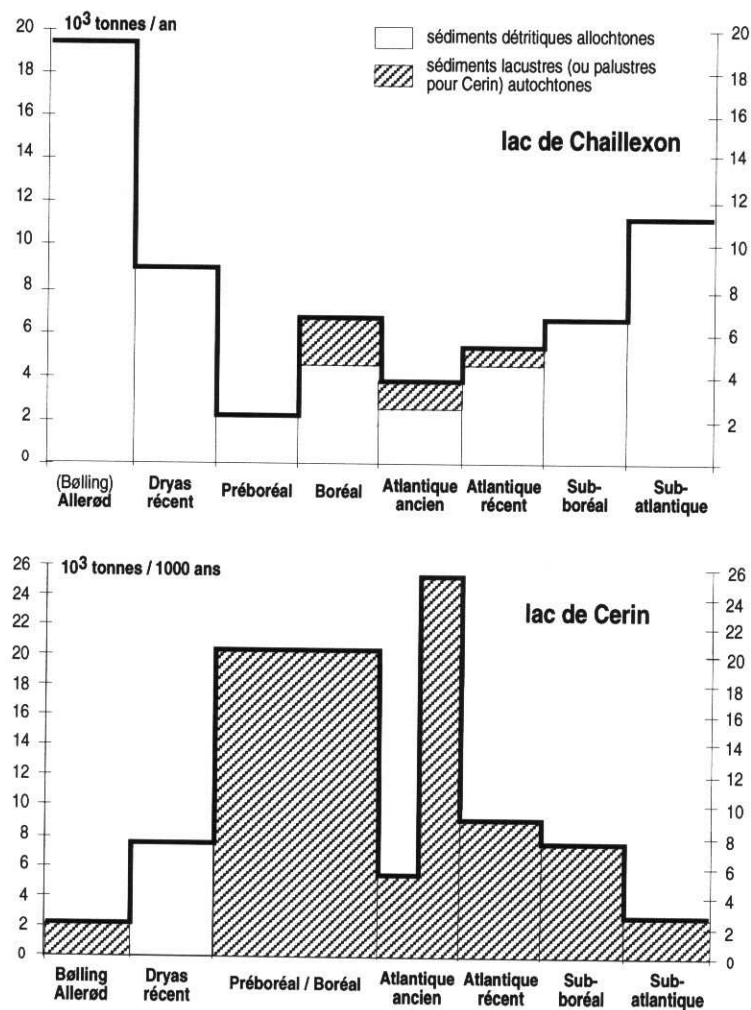 10³ tonnes / an
sédiments détritiques allochtones
sédiments lacustres (ou palustres
pour Cerin) autochtones
lac de Chaillexon
20
18
16
14
12
10
8
6
4
2
0
20
18
16
14
12
10
8
6
4
2
(Bølling)
Allerød
Dryas
récent
Préboréal
Boréal
Atlantique
ancien
Atlantique
récent
Sub-
boréal
Sub-
atlantique
10³ tonnes / 1000 ans
lac de Cerin
26
24
22
20
18
16
14
12
10
8
6
4
2
0
26
24
22
20
18
16
14
12
10
8
6
4
2
0
Bølling
Allerød
Dryas
récent
Préboréal / Boréal
Atlantique
ancien
Atlantique
récent
Sub-
boréal
Sub-
atlantique